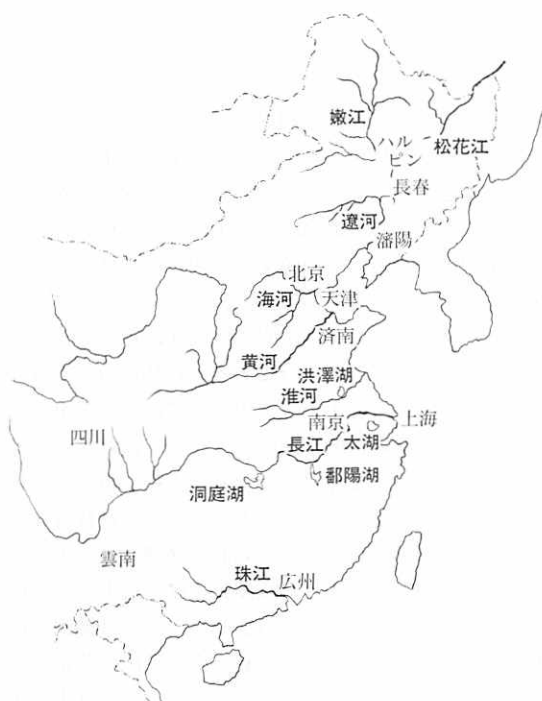 嫩江
松花江
ハル
ピン
長春
遼河
瀋陽
北京
海河
天津
済南
黄河
洪澤湖
淮河
南京
上海
四川
長江
太湖
鄱陽湖
洞庭湖
雲南
珠江
広州